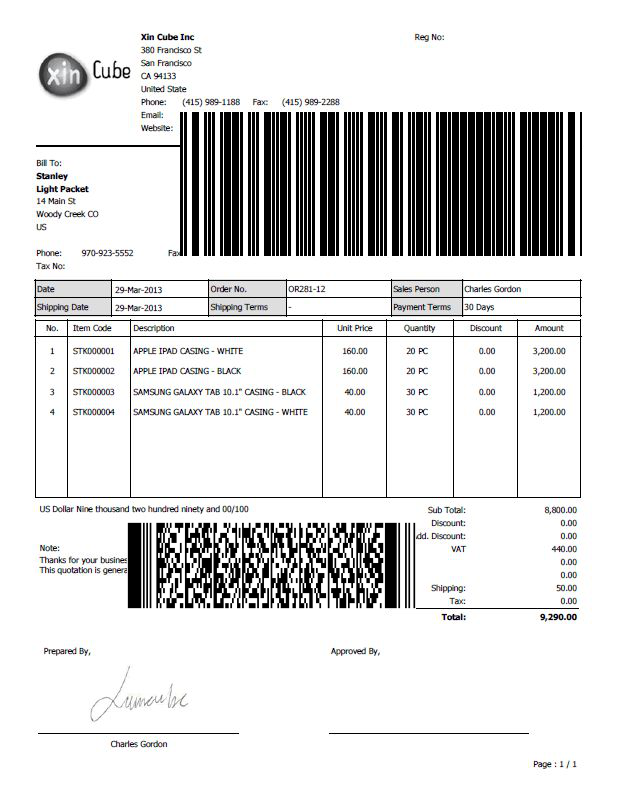 xin Cube
Xin Cube Inc
Reg No:
380 Francisco St
San Francisco
CA 94133
United State
Phone: (415) 989-1188 Fax: (415) 989-2288
Email:
Website:
Bill To:
Stanley
Light Packet
14 Main St
Woody Creek CO
US
Phone: 970-923-5552 Fax
Tax No:
Date 29-Mar-2013 Order No. OR281-12 Sales Person Charles Gordon
Shipping Date 29-Mar-2013 Shipping Terms - Payment Terms 30 Days
No. Item Code Description Unit Price Quantity Discount Amount
1 STK000001 APPLE IPAD CASING - WHITE 160.00 20 PC 0.00 3,200.00
2 STK000002 APPLE IPAD CASING - BLACK 160.00 20 PC 0.00 3,200.00
3 STK000003 SAMSUNG GALAXY TAB 10.1" CASING - BLACK 40.00 30 PC 0.00 1,200.00
4 STK000004 SAMSUNG GALAXY TAB 10.1" CASING - WHITE 40.00 30 PC 0.00 1,200.00
US Dollar Nine thousand two hundred ninety and 00/100
Sub Total: 8,800.00
Discount: 0.00
dd. Discount: 0.00
VAT 440.00
0.00
0.00
Shipping: 50.00
Tax: 0.00
Total: 9,290.00
Note:
Thanks for your busines
This quotation is genera
Prepared By,
Approved By,
Charles Gordon
Page : 1 / 1